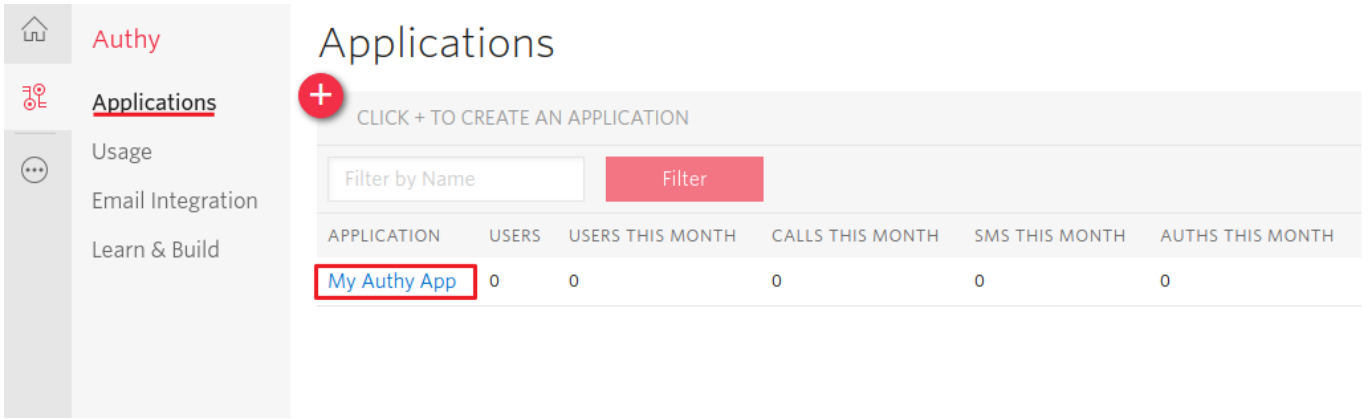 Authy
Applications
Usage
Email Integration
Learn & Build
Applications
+
CLICK + TO CREATE AN APPLICATION
Filter by Name Filter
APPLICATION USERS USERS THIS MONTH CALLS THIS MONTH SMS THIS MONTH AUTHS THIS MONTH
My Authy App 0 0 0 0 0